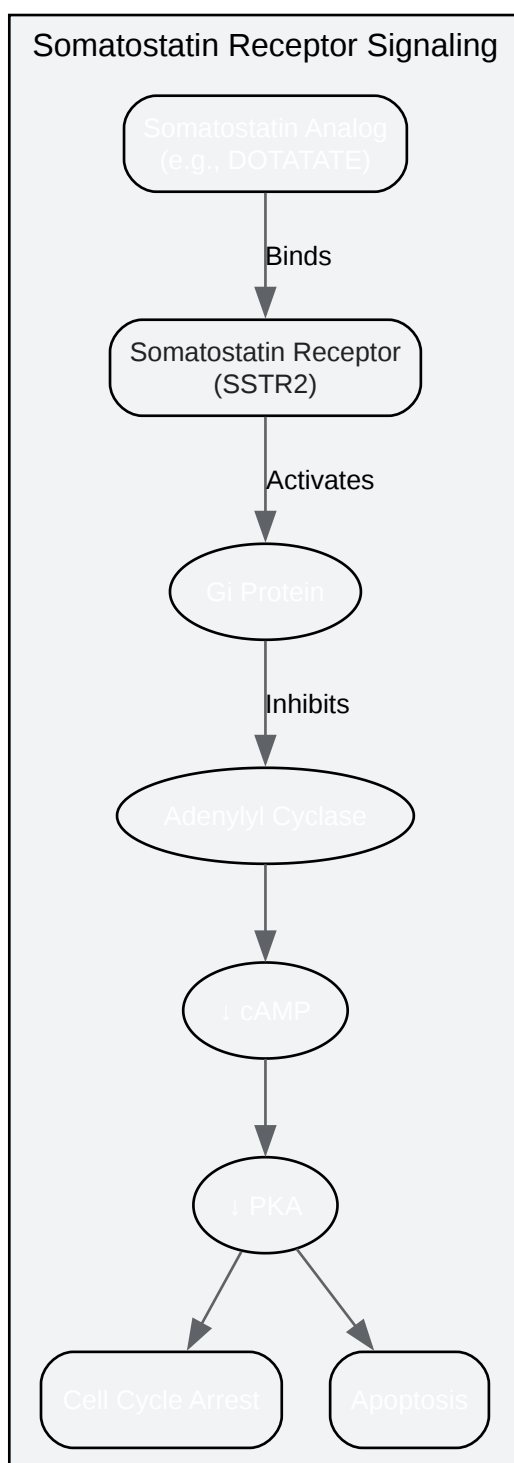 Somatostatin Receptor Signaling
Somatostatin Analog
(e.g., DOTATATE)
Binds
Somatostatin Receptor
(SSTR2)
Activates
Gi Protein
Inhibits
Adenylyl Cyclase
↓ cAMP
↓ PKA
Cell Cycle Arrest
Apoptosis